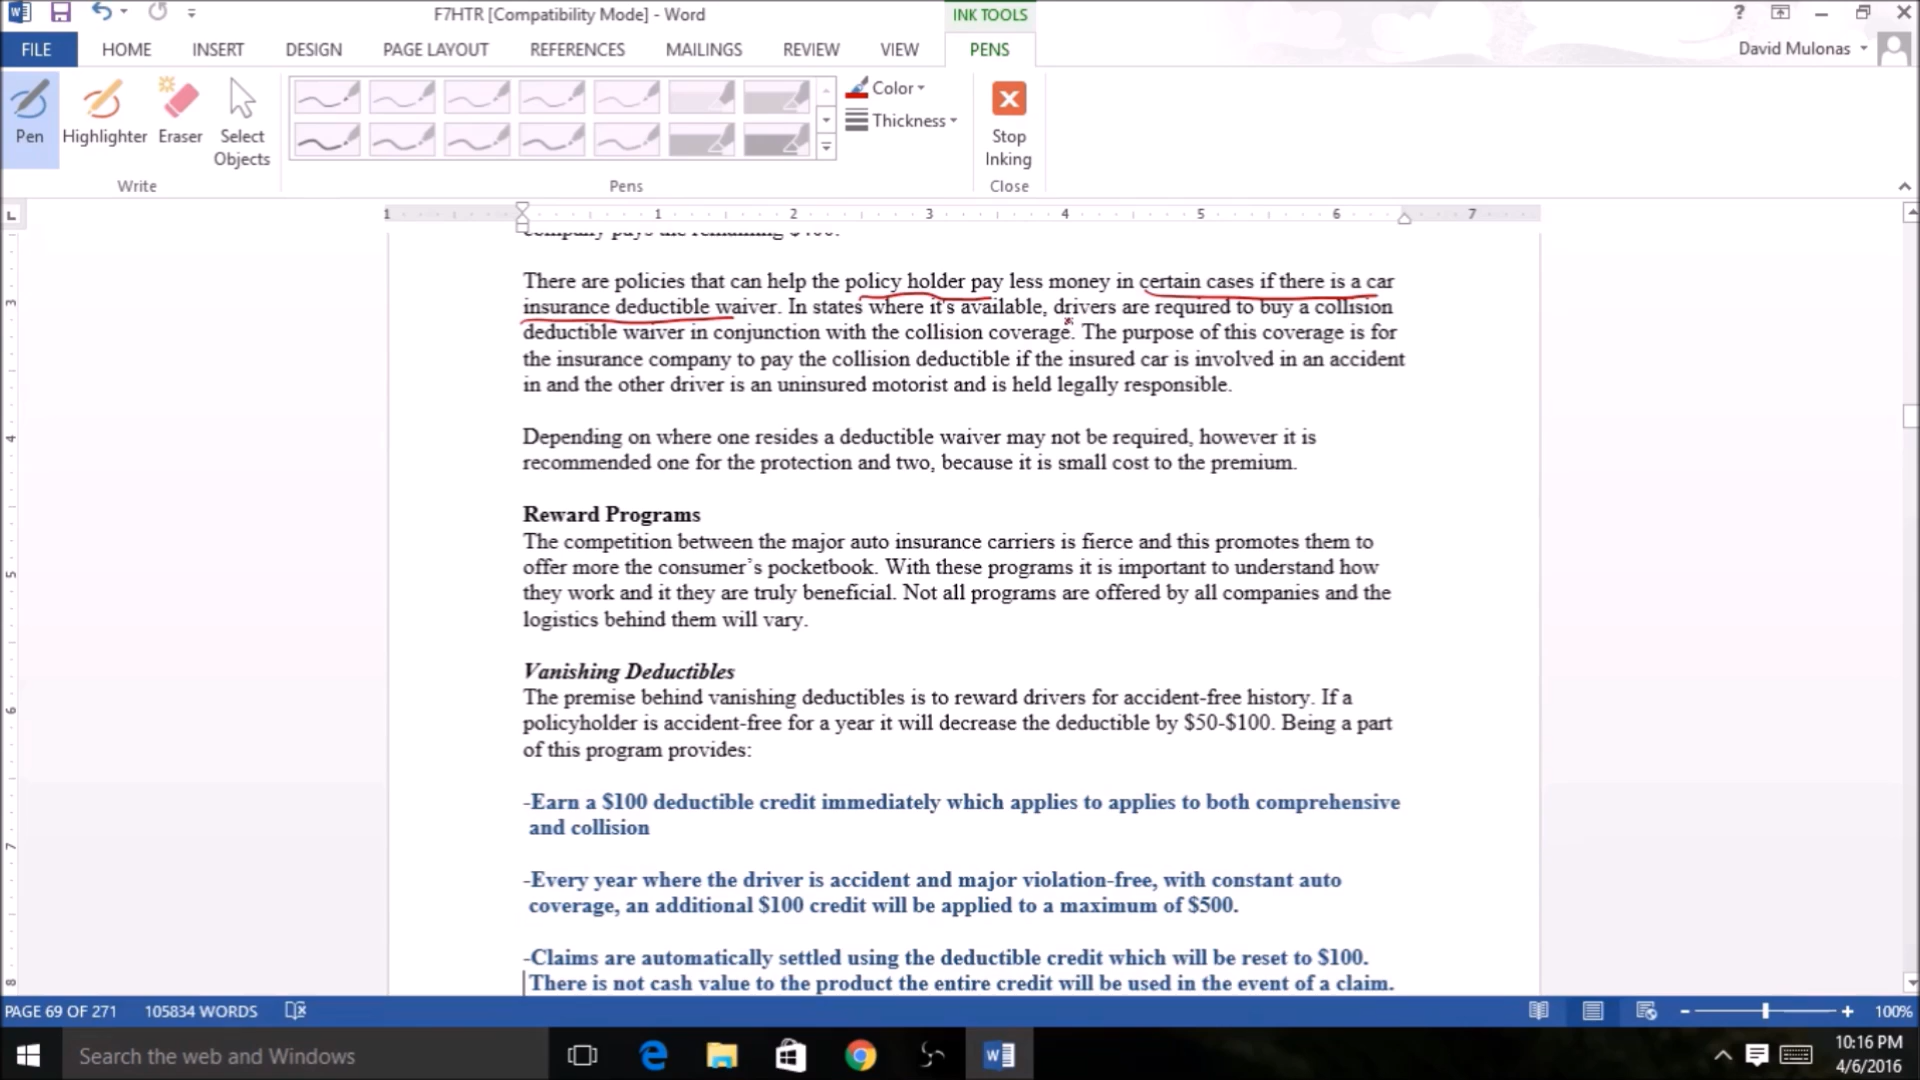 F7HTR [Compatibility Mode] - Word
INK TOOLS
FILE
HOME
INSERT
DESIGN
PAGE LAYOUT
REFERENCES
MAILINGS
REVIEW
VIEW
PENS
David Mulonas
Pen
Highlighter
Eraser
Select
Objects
Color
Thickness
Stop
Inking
Write
Pens
Close
1 1 2 3 4 5 6 7
There are policies that can help the policy holder pay less money in certain cases if there is a car
insurance deductible waiver. In states where it's available, drivers are required to buy a collision
deductible waiver in conjunction with the collision coverage. The purpose of this coverage is for
the insurance company to pay the collision deductible if the insured car is involved in an accident
in and the other driver is an uninsured motorist and is held legally responsible.
Depending on where one resides a deductible waiver may not be required, however it is
recommended one for the protection and two, because it is small cost to the premium.
Reward Programs
The competition between the major auto insurance carriers is fierce and this promotes them to
offer more the consumer's pocketbook. With these programs it is important to understand how
they work and it they are truly beneficial. Not all programs are offered by all companies and the
logistics behind them will vary.
Vanishing Deductibles
The premise behind vanishing deductibles is to reward drivers for accident-free history. If a
policyholder is accident-free for a year it will decrease the deductible by $50-$100. Being a part
of this program provides:
-Earn a $100 deductible credit immediately which applies to applies to both comprehensive
and collision
-Every year where the driver is accident and major violation-free, with constant auto
coverage, an additional $100 credit will be applied to a maximum of $500.
-Claims are automatically settled using the deductible credit which will be reset to $100.
There is not cash value to the product the entire credit will be used in the event of a claim.
3
4
5
6
7
8
PAGE 69 OF 271
105834 WORDS
100%
Search the web and Windows
10:16 PM
4/6/2016